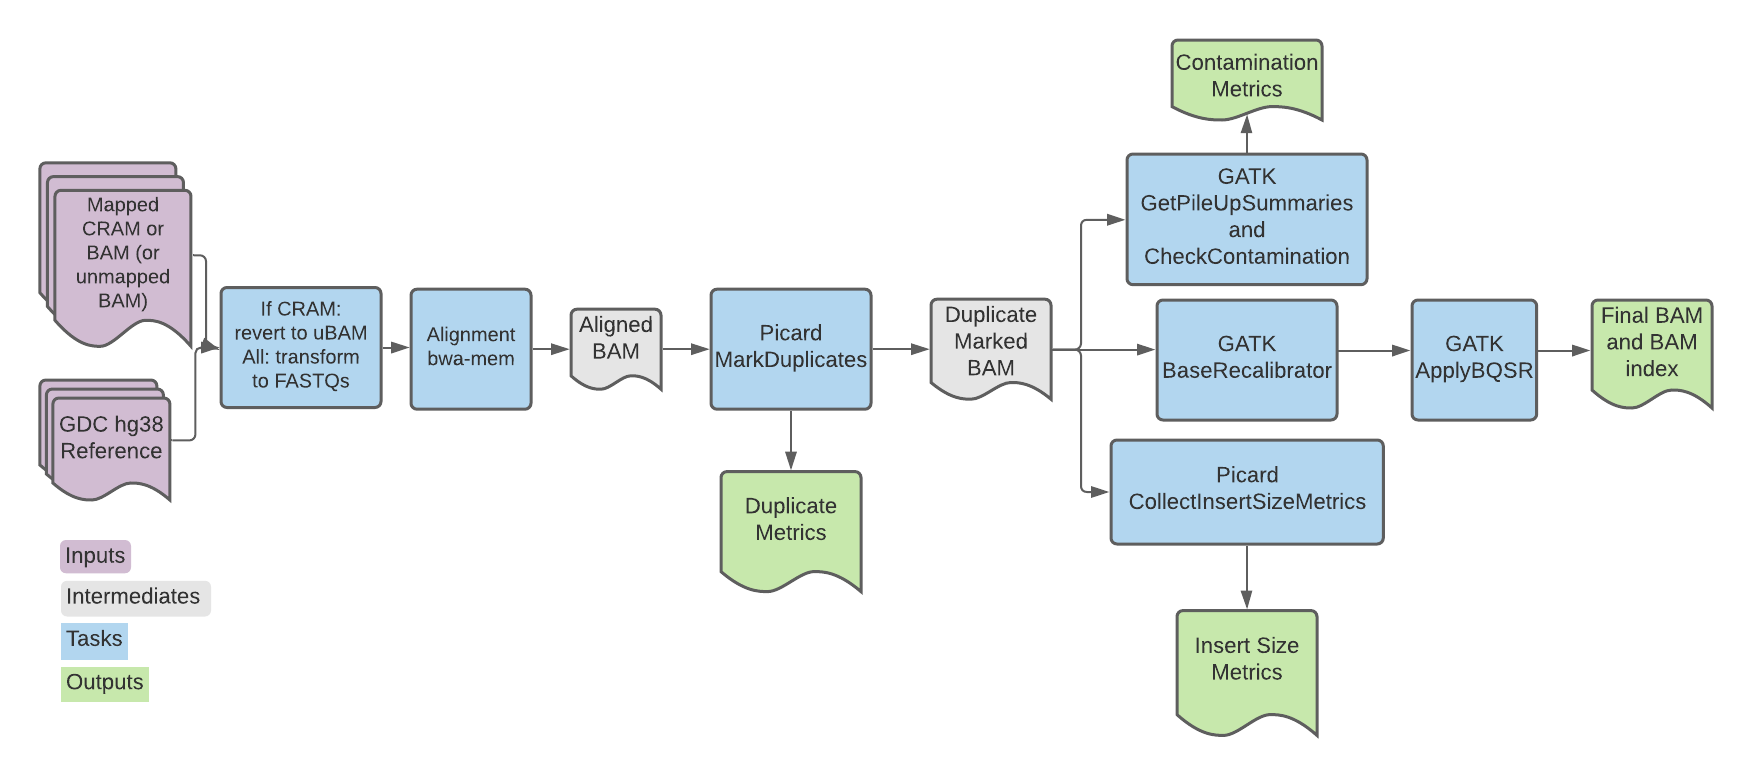 Contamination
Metrics
Mapped
CRAM or
BAM (or
unmapped
BAM)
GDC hg38
Reference
If CRAM:
revert to uBAM
All: transform
to FASTQs
Alignment
bwa-mem
Aligned
BAM
Picard
MarkDuplicates
Duplicate
Metrics
Duplicate
Marked
BAM
GATK
GetPileUpSummaries
and
CheckContamination
GATK
BaseRecalibrator
GATK
ApplyBQSR
Final BAM
and BAM
index
Picard
CollectInsertSizeMetrics
Insert Size
Metrics
Inputs
Intermediates
Tasks
Outputs